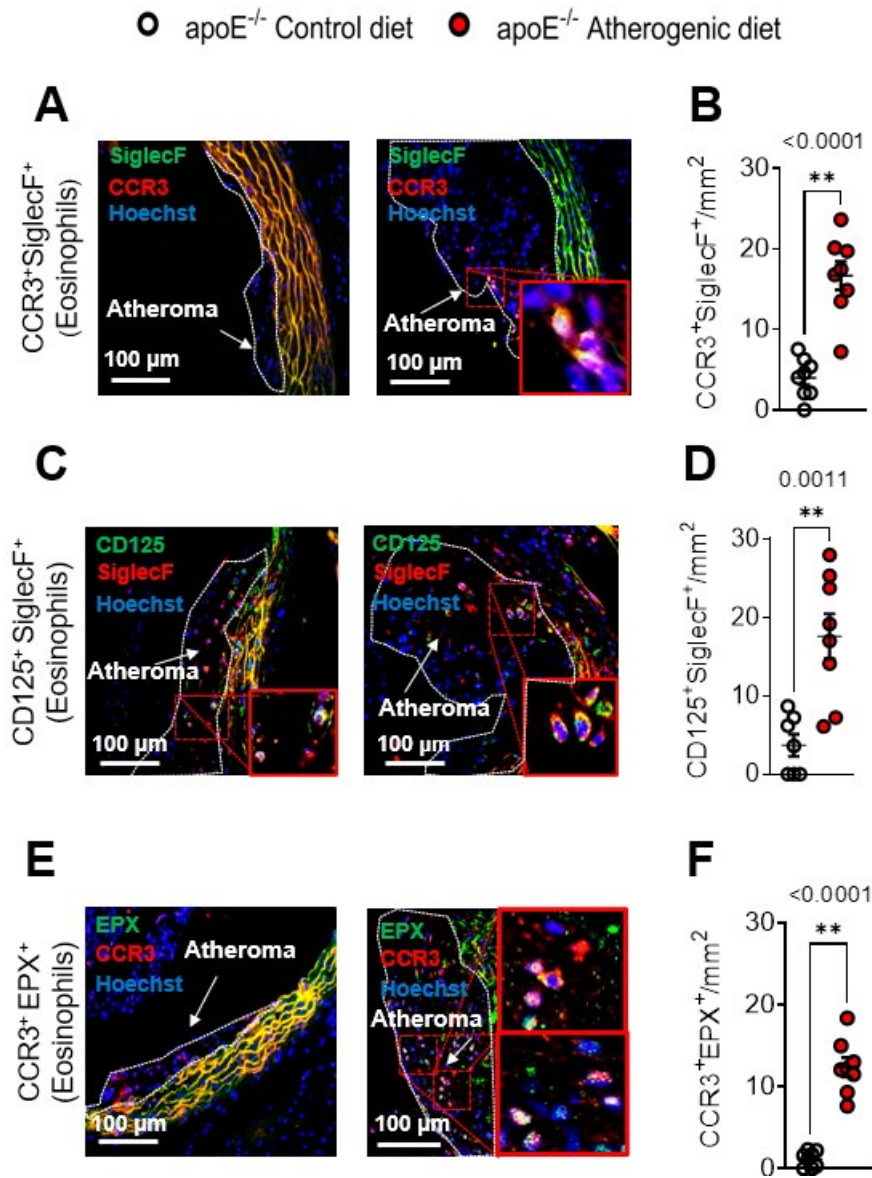 apoE-/- Control diet apoE-/- Atherogenic diet
A
B
CCR3+SiglecF+
(Eosinophils)
SiglecF
CCR3
Hoechst
Atheroma
100 µm
SiglecF
CCR3
Hoechst
Atheroma
100 µm
<0.0001
**
CCR3+SiglecF+/mm2
30
20
10
0
C
D
CD125+ SiglecF+
(Eosinophils)
CD125
SiglecF
Hoechst
Atheroma
100 µm
CD125
SiglecF
Hoechst
Atheroma
100 µm
0.0011
**
CD125+SiglecF+/mm2
30
20
10
0
E
F
CCR3+ EPX+
(Eosinophils)
EPX
CCR3
Hoechst
Atheroma
100 µm
EPX
CCR3
Hoechst
Atheroma
100 µm
<0.0001
**
CCR3+EPX+/mm2
30
20
10
0